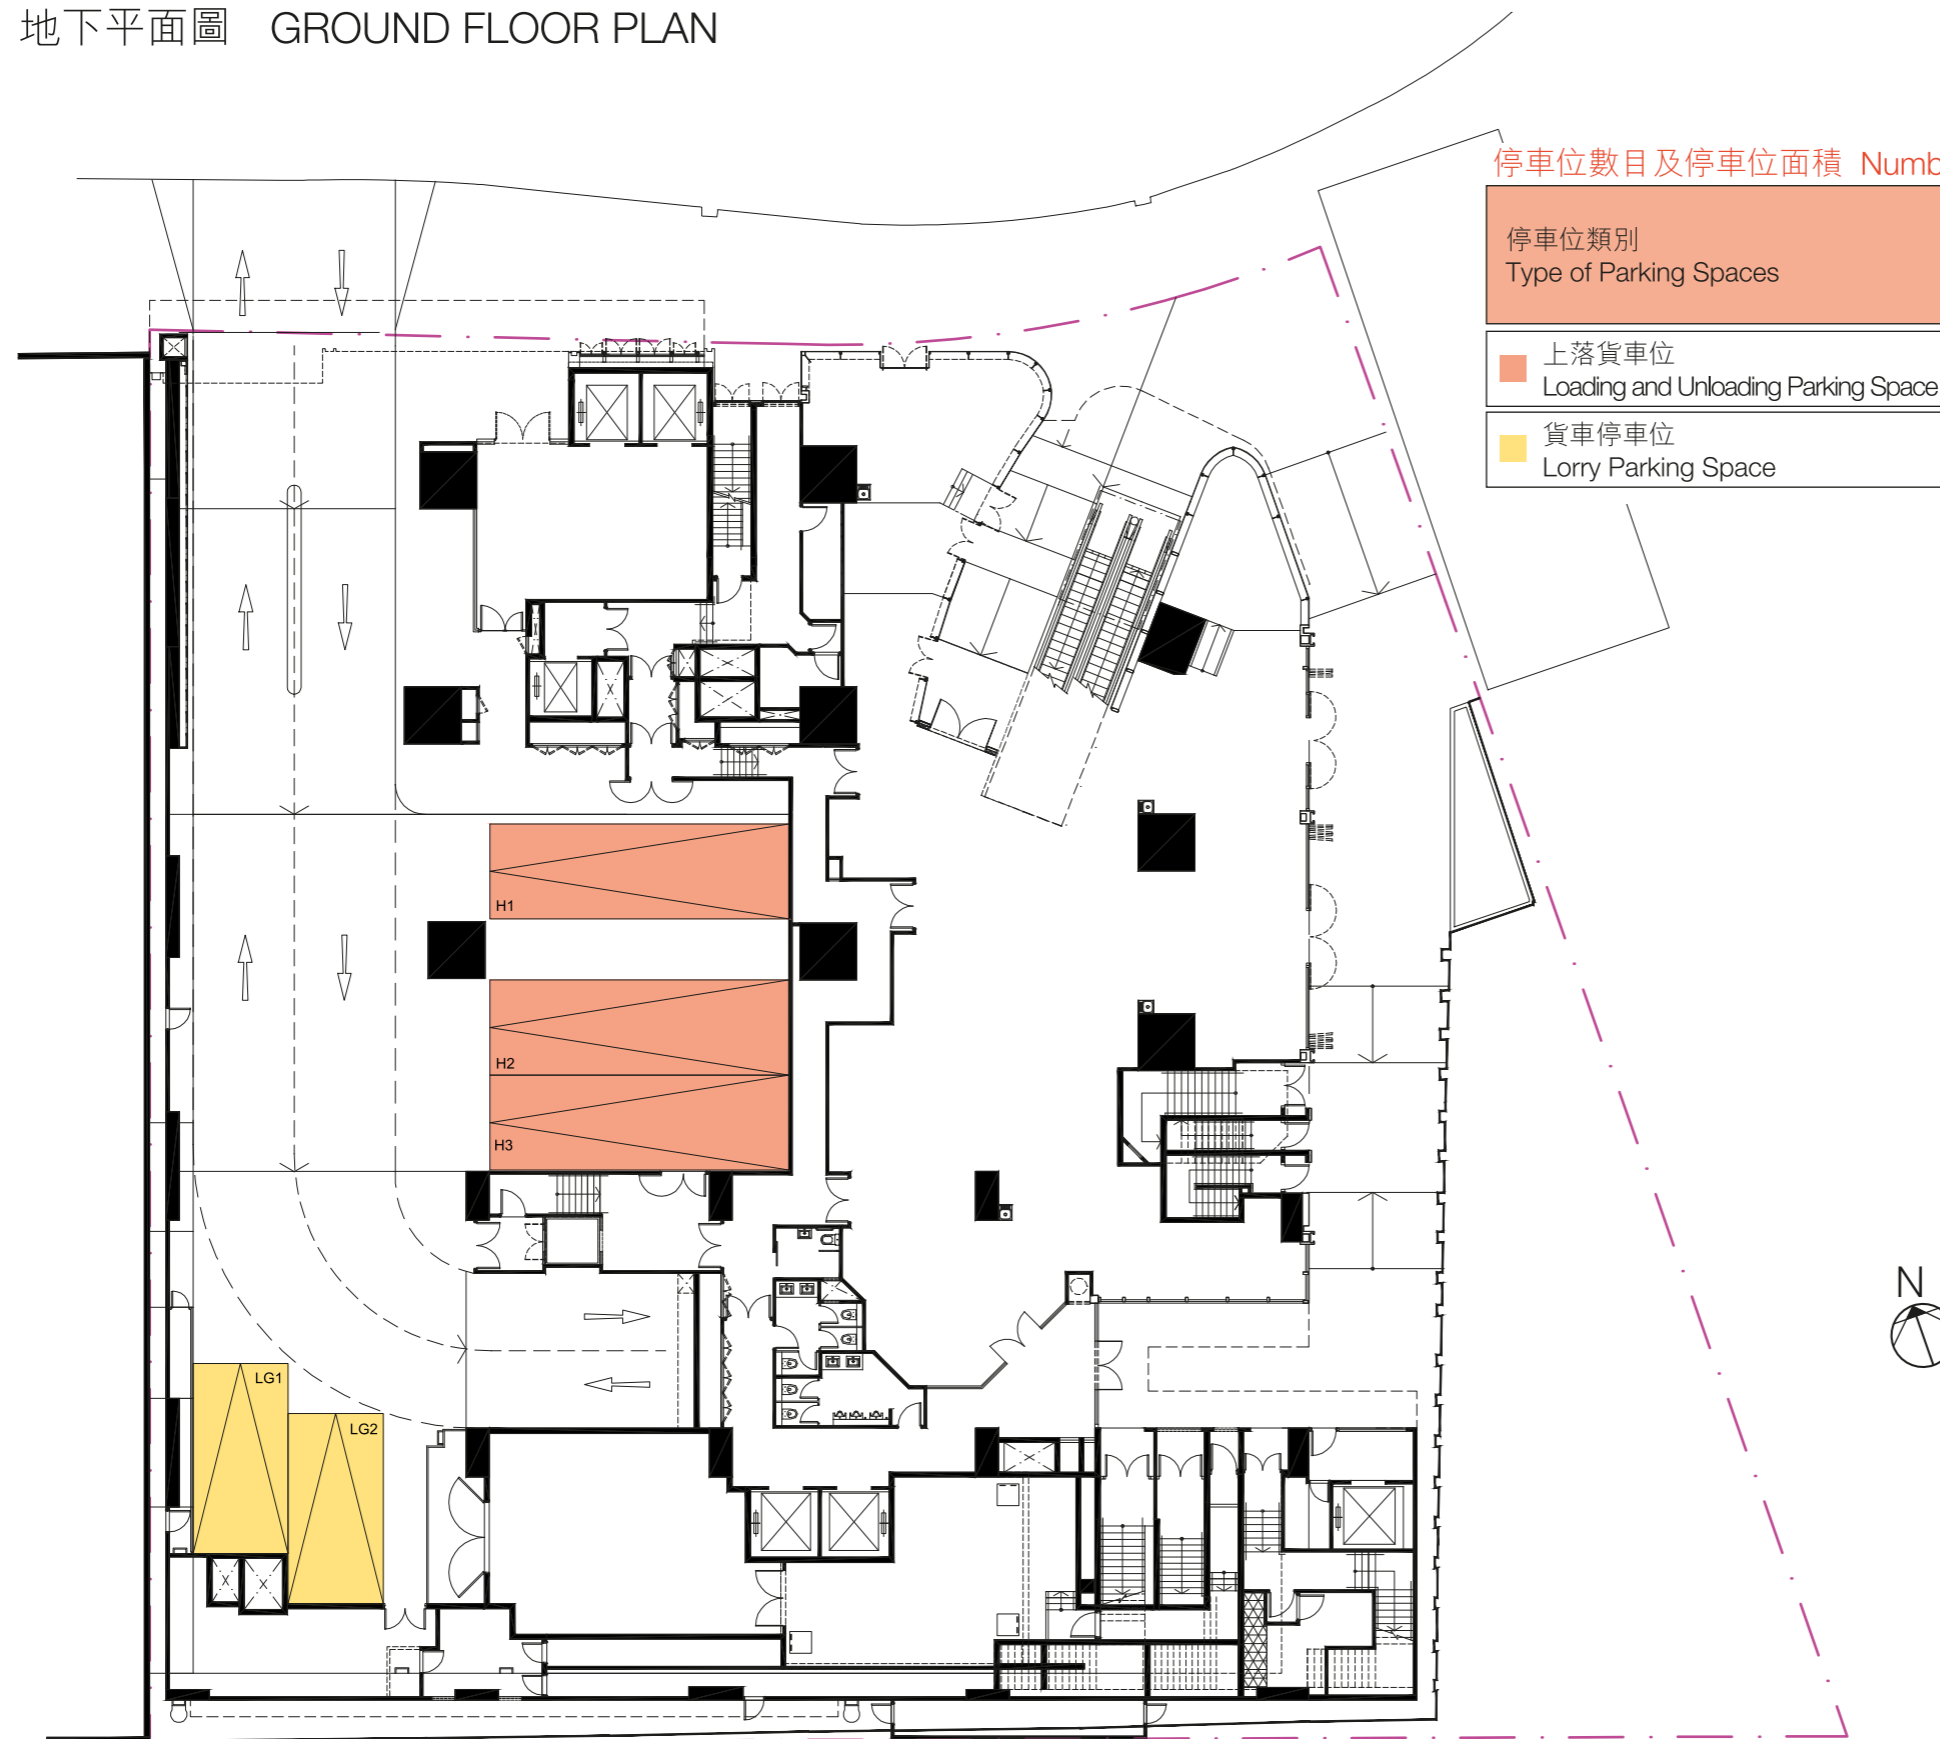 地下平面圖 GROUND FLOOR PLAN
停車位數目及停車位面積 Numb
停車位類別
Type of Parking Spaces
上落貨車位
Loading and Unloading Parking Space
貨車停車位
Lorry Parking Space
H1
H2
H3
N
LG1
LG2